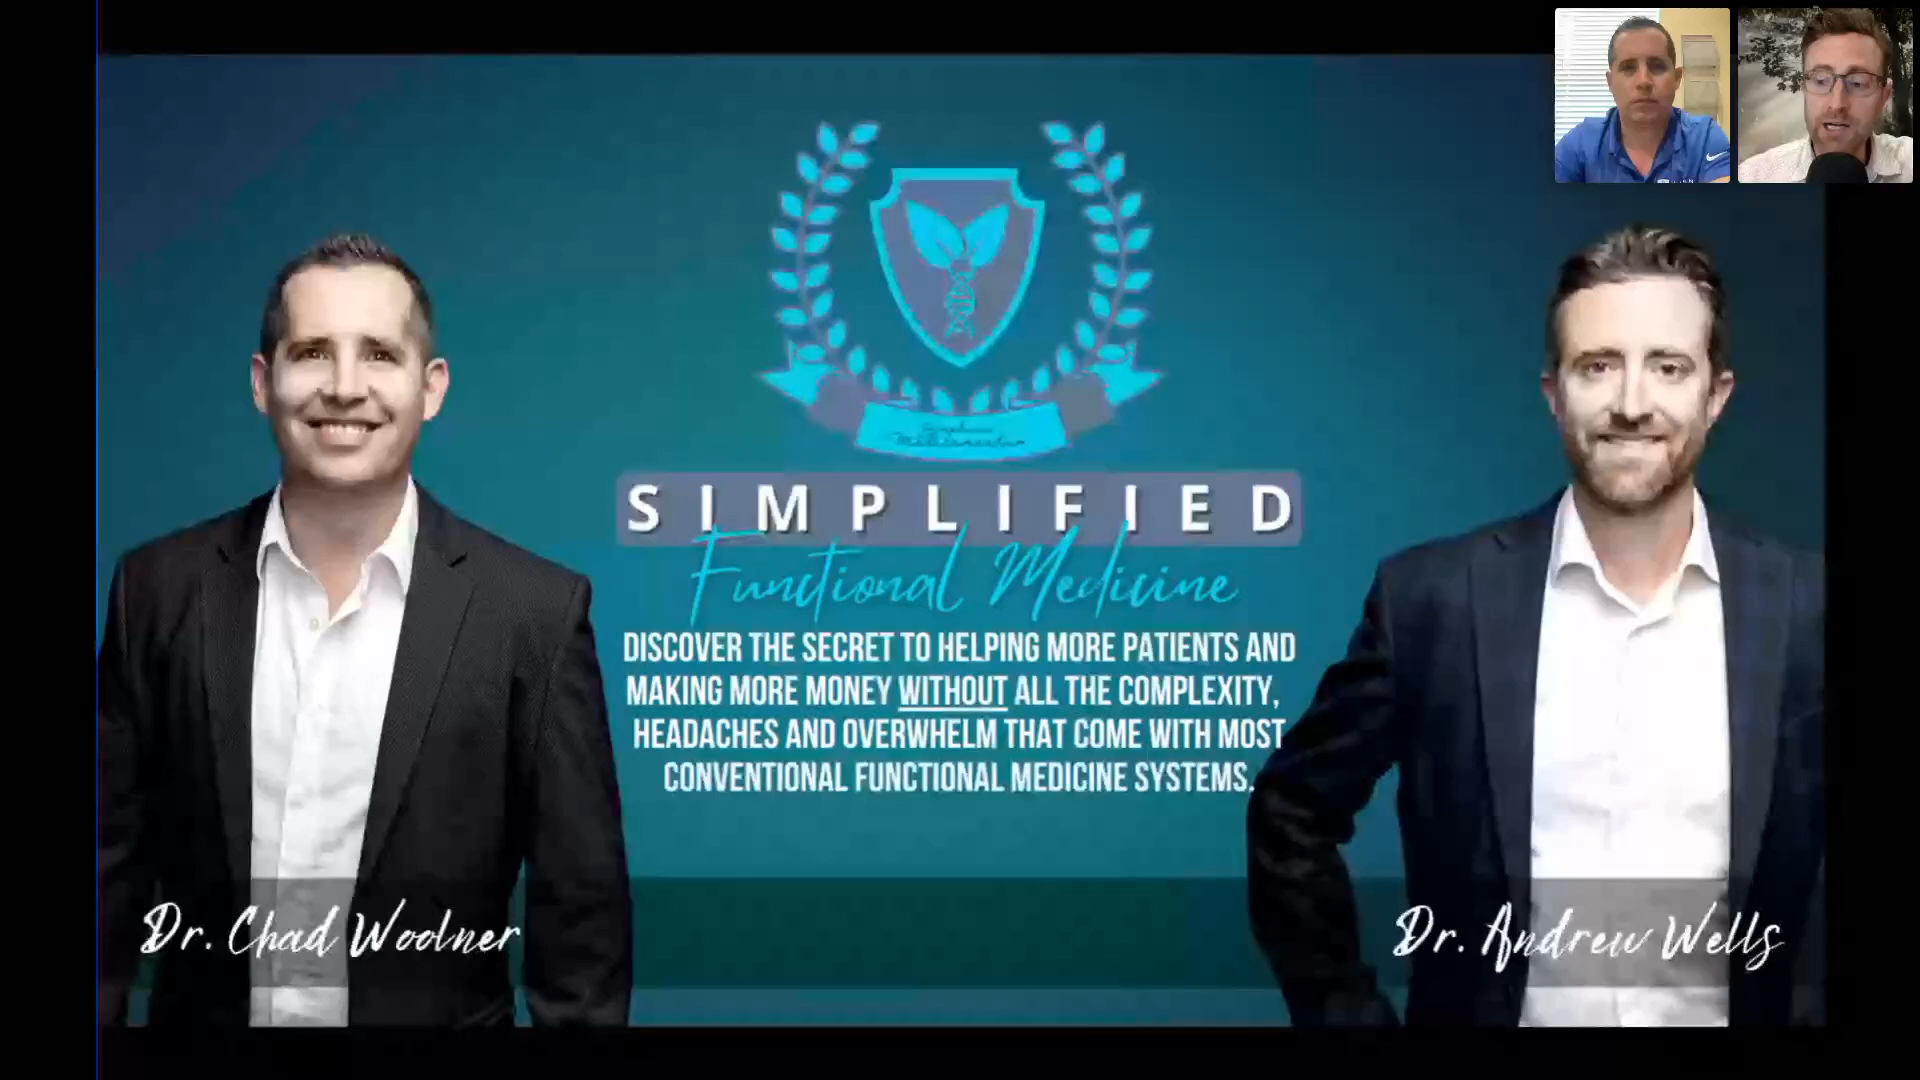 SIMPLIFIED
Functional Medicine
DISCOVER THE SECRET TO HELPING MORE PATIENTS AND
MAKING MORE MONEY WITHOUT ALL THE COMPLEXITY,
HEADACHES AND OVERWHELM THAT COME WITH MOST
CONVENTIONAL FUNCTIONAL MEDICINE SYSTEMS.
Dr. Chad Woolner
Dr. Andrew Wells